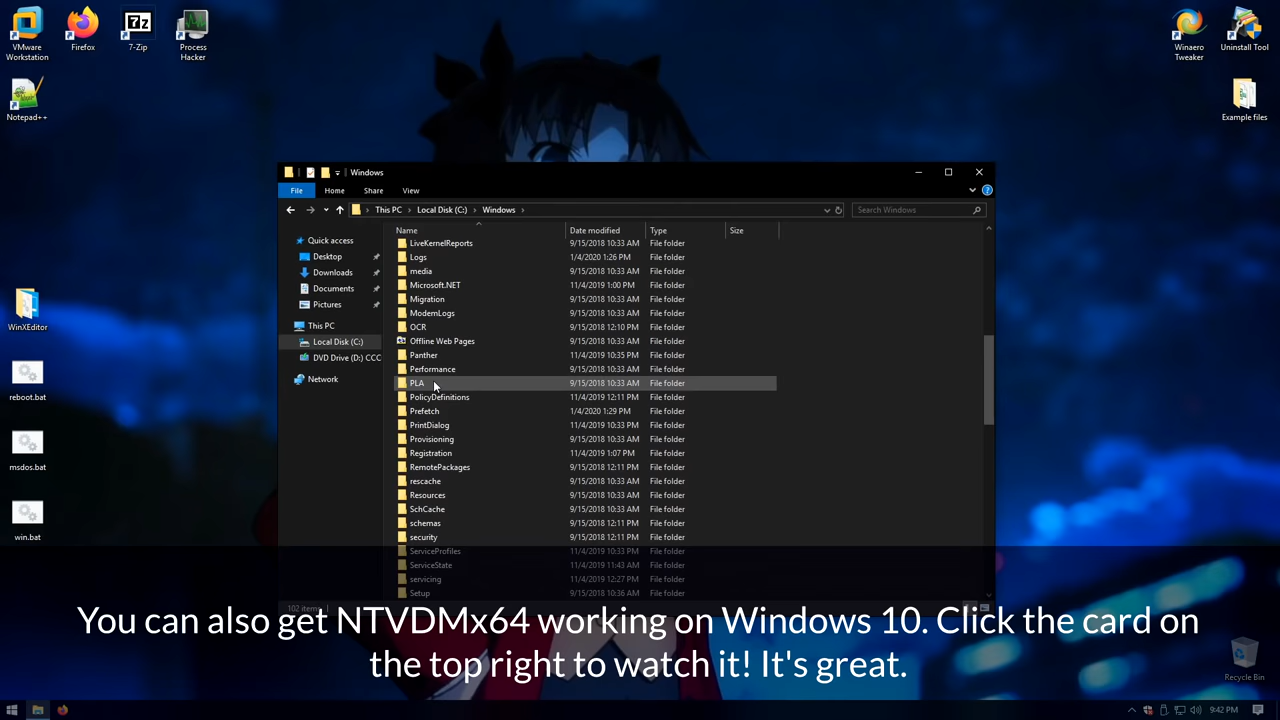 VMware
Workstation
Firefox
7-Zip
Process
Hacker
Winaero
Tweaker
Uninstall Tool
Notepad++
Example files
WinXEditor
reboot.bat
msdos.bat
win.bat
Recycle Bin
Windows
File Home Share View
This PC Local Disk (C:) Windows
Search Windows
Quick access
Desktop
Downloads
Documents
Pictures
This PC
Local Disk (C:)
DVD Drive (D:) CCC
Network
Name Date modified Type Size
LiveKernelReports 9/15/2018 10:33 AM File folder
Logs 1/4/2020 1:26 PM File folder
media 9/15/2018 10:33 AM File folder
Microsoft.NET 11/4/2019 1:00 PM File folder
Migration 9/15/2018 10:33 AM File folder
ModemLogs 9/15/2018 10:33 AM File folder
OCR 9/15/2018 12:10 PM File folder
Offline Web Pages 9/15/2018 10:33 AM File folder
Panther 11/4/2019 10:35 PM File folder
Performance 9/15/2018 10:33 AM File folder
PLA 9/15/2018 10:33 AM File folder
PolicyDefinitions 11/4/2019 12:11 PM File folder
Prefetch 1/4/2020 1:29 PM File folder
PrintDialog 11/4/2019 10:33 PM File folder
Provisioning 9/15/2018 10:33 AM File folder
Registration 11/4/2019 1:07 PM File folder
RemotePackages 9/15/2018 12:11 PM File folder
rescache 9/15/2018 10:33 AM File folder
Resources 9/15/2018 10:33 AM File folder
SchCache 9/15/2018 10:33 AM File folder
schemas 9/15/2018 12:11 PM File folder
security 9/15/2018 12:11 PM File folder
ServiceProfiles 11/4/2019 10:33 PM File folder
ServiceState 11/4/2019 11:43 AM File folder
servicing 11/4/2019 12:27 PM File folder
Setup 9/15/2018 10:36 AM File folder
102 items
You can also get NTVDMx64 working on Windows 10. Click the card on
the top right to watch it! It's great.
9:42 PM